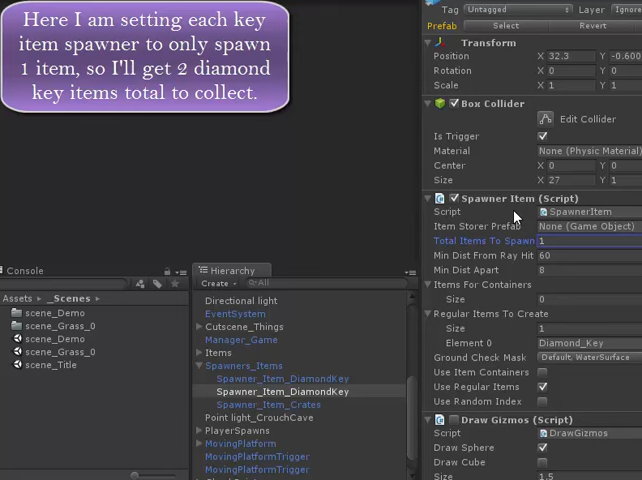 Here I am setting each key
item spawner to only spawn
1 item, so I'll get 2 diamond
key items total to collect.
Tag Untagged Layer Ignore
Prefab Select Revert
Transform
Position X 32.3 Y -0.600
Rotation X 0 Y 0
Scale X 1 Y 1
Box Collider
Edit Collider
Is Trigger
Material None (Physic Material)
Center X 0 Y 0
Size X 27 Y 1
Spawner Item (Script)
Script SpawnerItem
Item Storer Prefab None (Game Object)
Total Items To Spawn 1
Min Dist From Ray Hit 60
Min Dist Apart 8
Items For Containers
Size 0
Regular Items To Create
Size 1
Element 0 Diamond_Key
Ground Check Mask Default, WaterSurface
Use Item Containers
Use Regular Items
Use Random Index
Draw Gizmos (Script)
Script DrawGizmos
Draw Sphere
Draw Cube
Size 1.5
Console
Assets _Scenes
scene_Demo
scene_Grass_0
scene_Demo
scene_Grass_0
scene_Title
Hierarchy
Create All
Directional light
EventSystem
Cutscene_Things
Manager_Game
Items
Spawners_Items
Spawner_Item_DiamondKey
Spawner_Item_DiamondKey
Spawner_Item_Crates
Point light_CrouchCave
PlayerSpawns
MovingPlatform
MovingPlatformTrigger
MovingPlatformTrigger